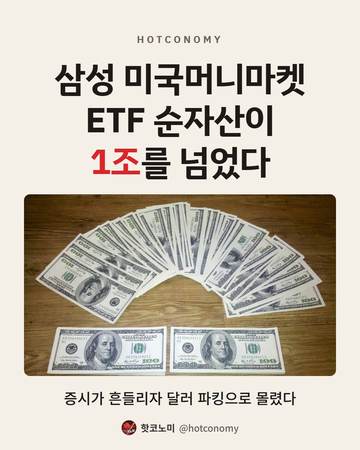 HOTCONOMY
삼성 미국머니마켓
ETF 순자산이
1조를 넘었다
증시가 흔들리자 달러 파킹으로 몰렸다
핫코노미 @hotconomy